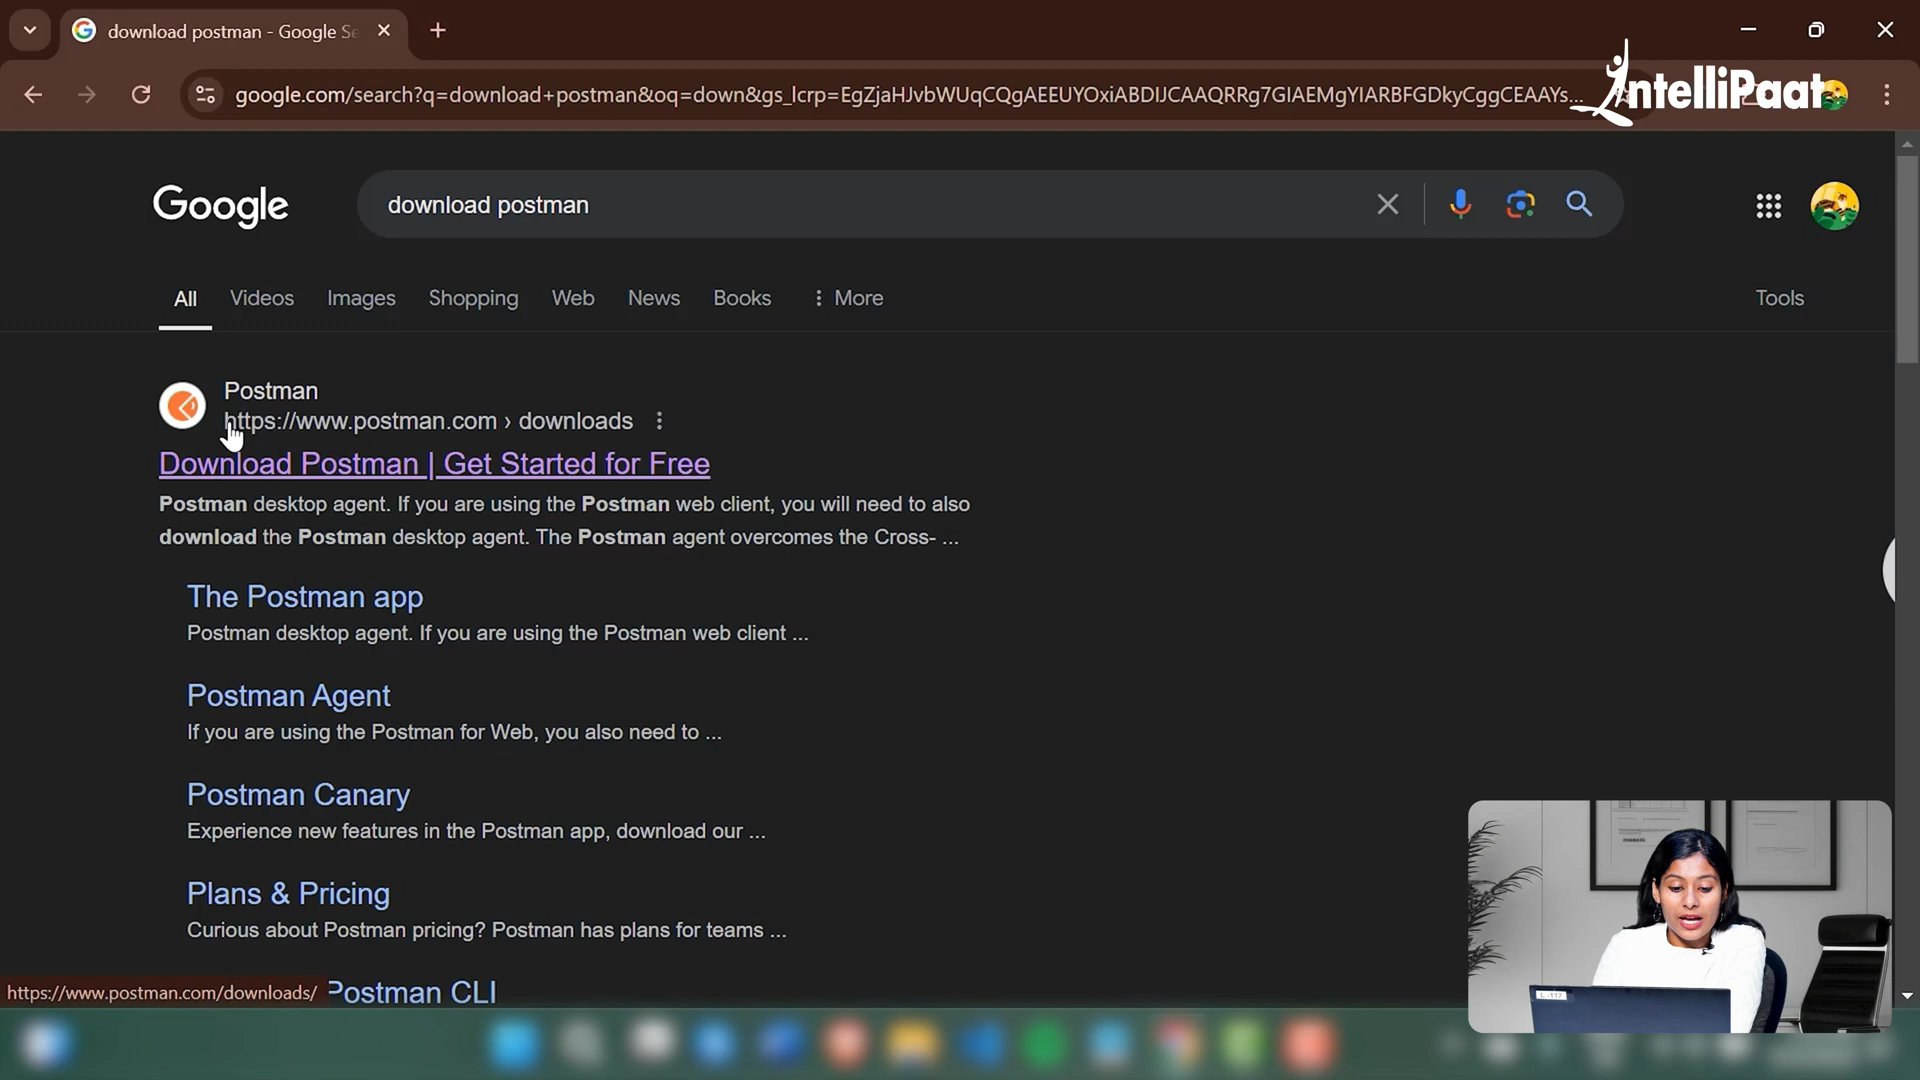 download postman - Google Se
google.com/search?q=download+postman&oq=down&gs_lcrp=EgZjaHJvbWUqCQgAEEUYOxiABDIJCAAQRRg7GIAEMgYIARBFGDkyCggCEAAYs...
IntelliPaat
Google
download postman
All Videos Images Shopping Web News Books More Tools
Postman
https://www.postman.com › downloads
Download Postman | Get Started for Free
Postman desktop agent. If you are using the Postman web client, you will need to also
download the Postman desktop agent. The Postman agent overcomes the Cross- ...
The Postman app
Postman desktop agent. If you are using the Postman web client ...
Postman Agent
If you are using the Postman for Web, you also need to ...
Postman Canary
Experience new features in the Postman app, download our ...
Plans & Pricing
Curious about Postman pricing? Postman has plans for teams ...
https://www.postman.com/downloads/ Postman CLI
L -117